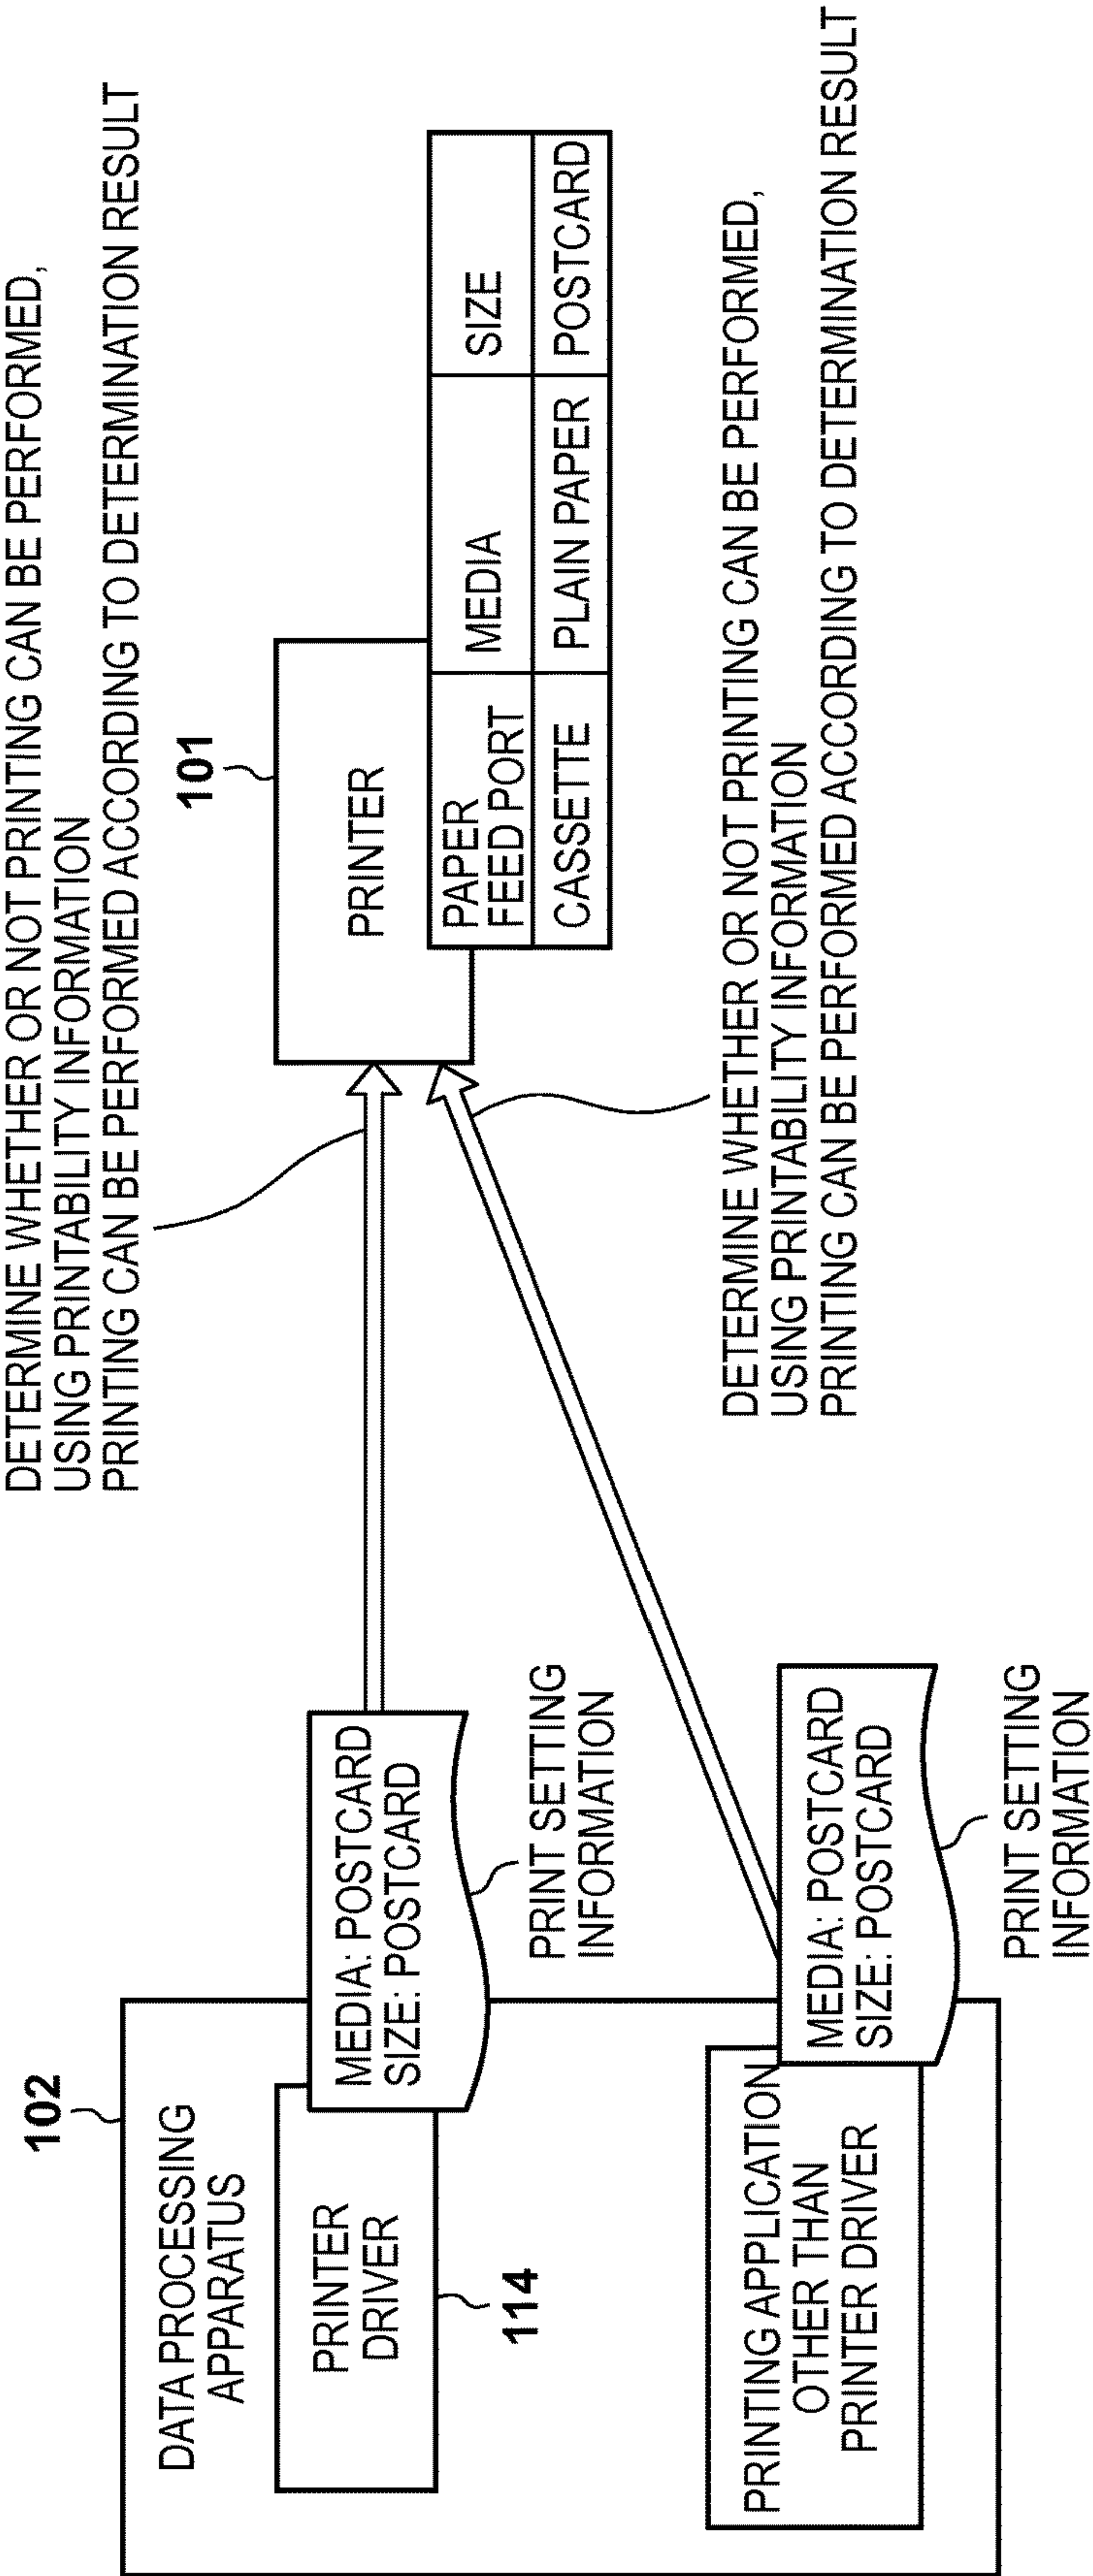 DETERMINE WHETHER OR NOT PRINTING CAN BE PERFORMED,
USING PRINTABILITY INFORMATION
PRINTING CAN BE PERFORMED ACCORDING TO DETERMINATION RESULT
102
DATA PROCESSING
APPARATUS
PRINTER
DRIVER
114
MEDIA: POSTCARD
SIZE: POSTCARD
PRINT SETTING
INFORMATION
101
PRINTER
PAPER
FEED PORT
MEDIA
SIZE
CASSETTE
PLAIN PAPER
POSTCARD
PRINTING APPLICATION
OTHER THAN
PRINTER DRIVER
MEDIA: POSTCARD
SIZE: POSTCARD
PRINT SETTING
INFORMATION
DETERMINE WHETHER OR NOT PRINTING CAN BE PERFORMED,
USING PRINTABILITY INFORMATION
PRINTING CAN BE PERFORMED ACCORDING TO DETERMINATION RESULT